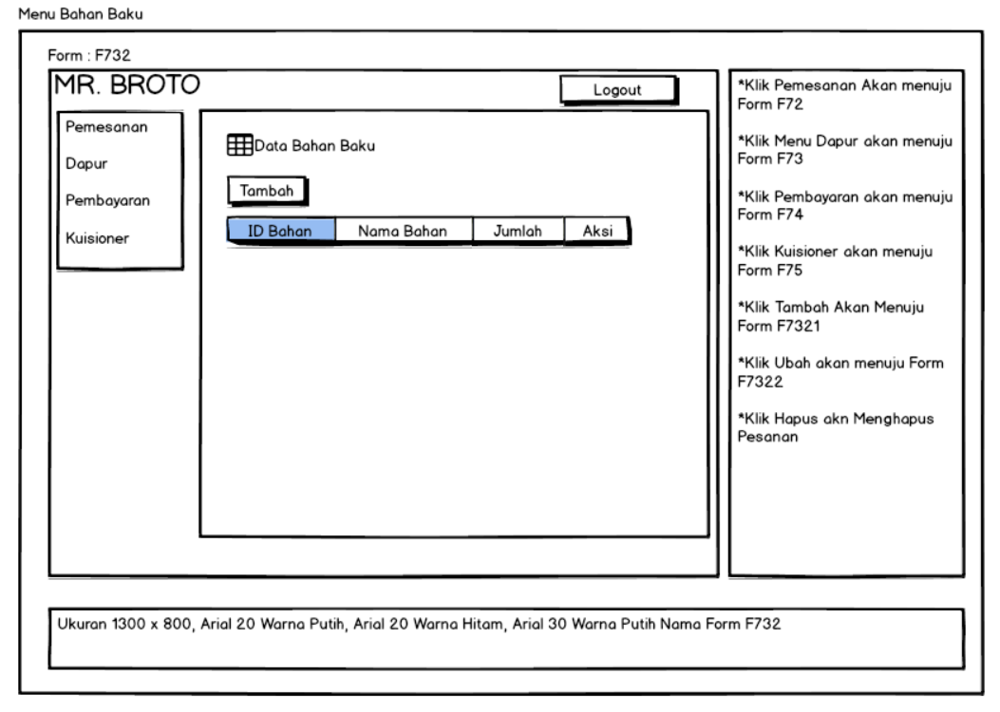 Menu Bahan Baku
Form : F732
MR. BROTO
Logout
Pemesanan
Dapur
Pembayaran
Kuisioner
Data Bahan Baku
Tambah
ID Bahan Nama Bahan Jumlah Aksi
*Klik Pemesanan Akan menuju
Form F72
*Klik Menu Dapur akan menuju
Form F73
*Klik Pembayaran akan menuju
Form F74
*Klik Kuisioner akan menuju
Form F75
*Klik Tambah Akan Menuju
Form F7321
*Klik Ubah akan menuju Form
F7322
*Klik Hapus akn Menghapus
Pesanan
Ukuran 1300 x 800, Arial 20 Warna Putih, Arial 20 Warna Hitam, Arial 30 Warna Putih Nama Form F732